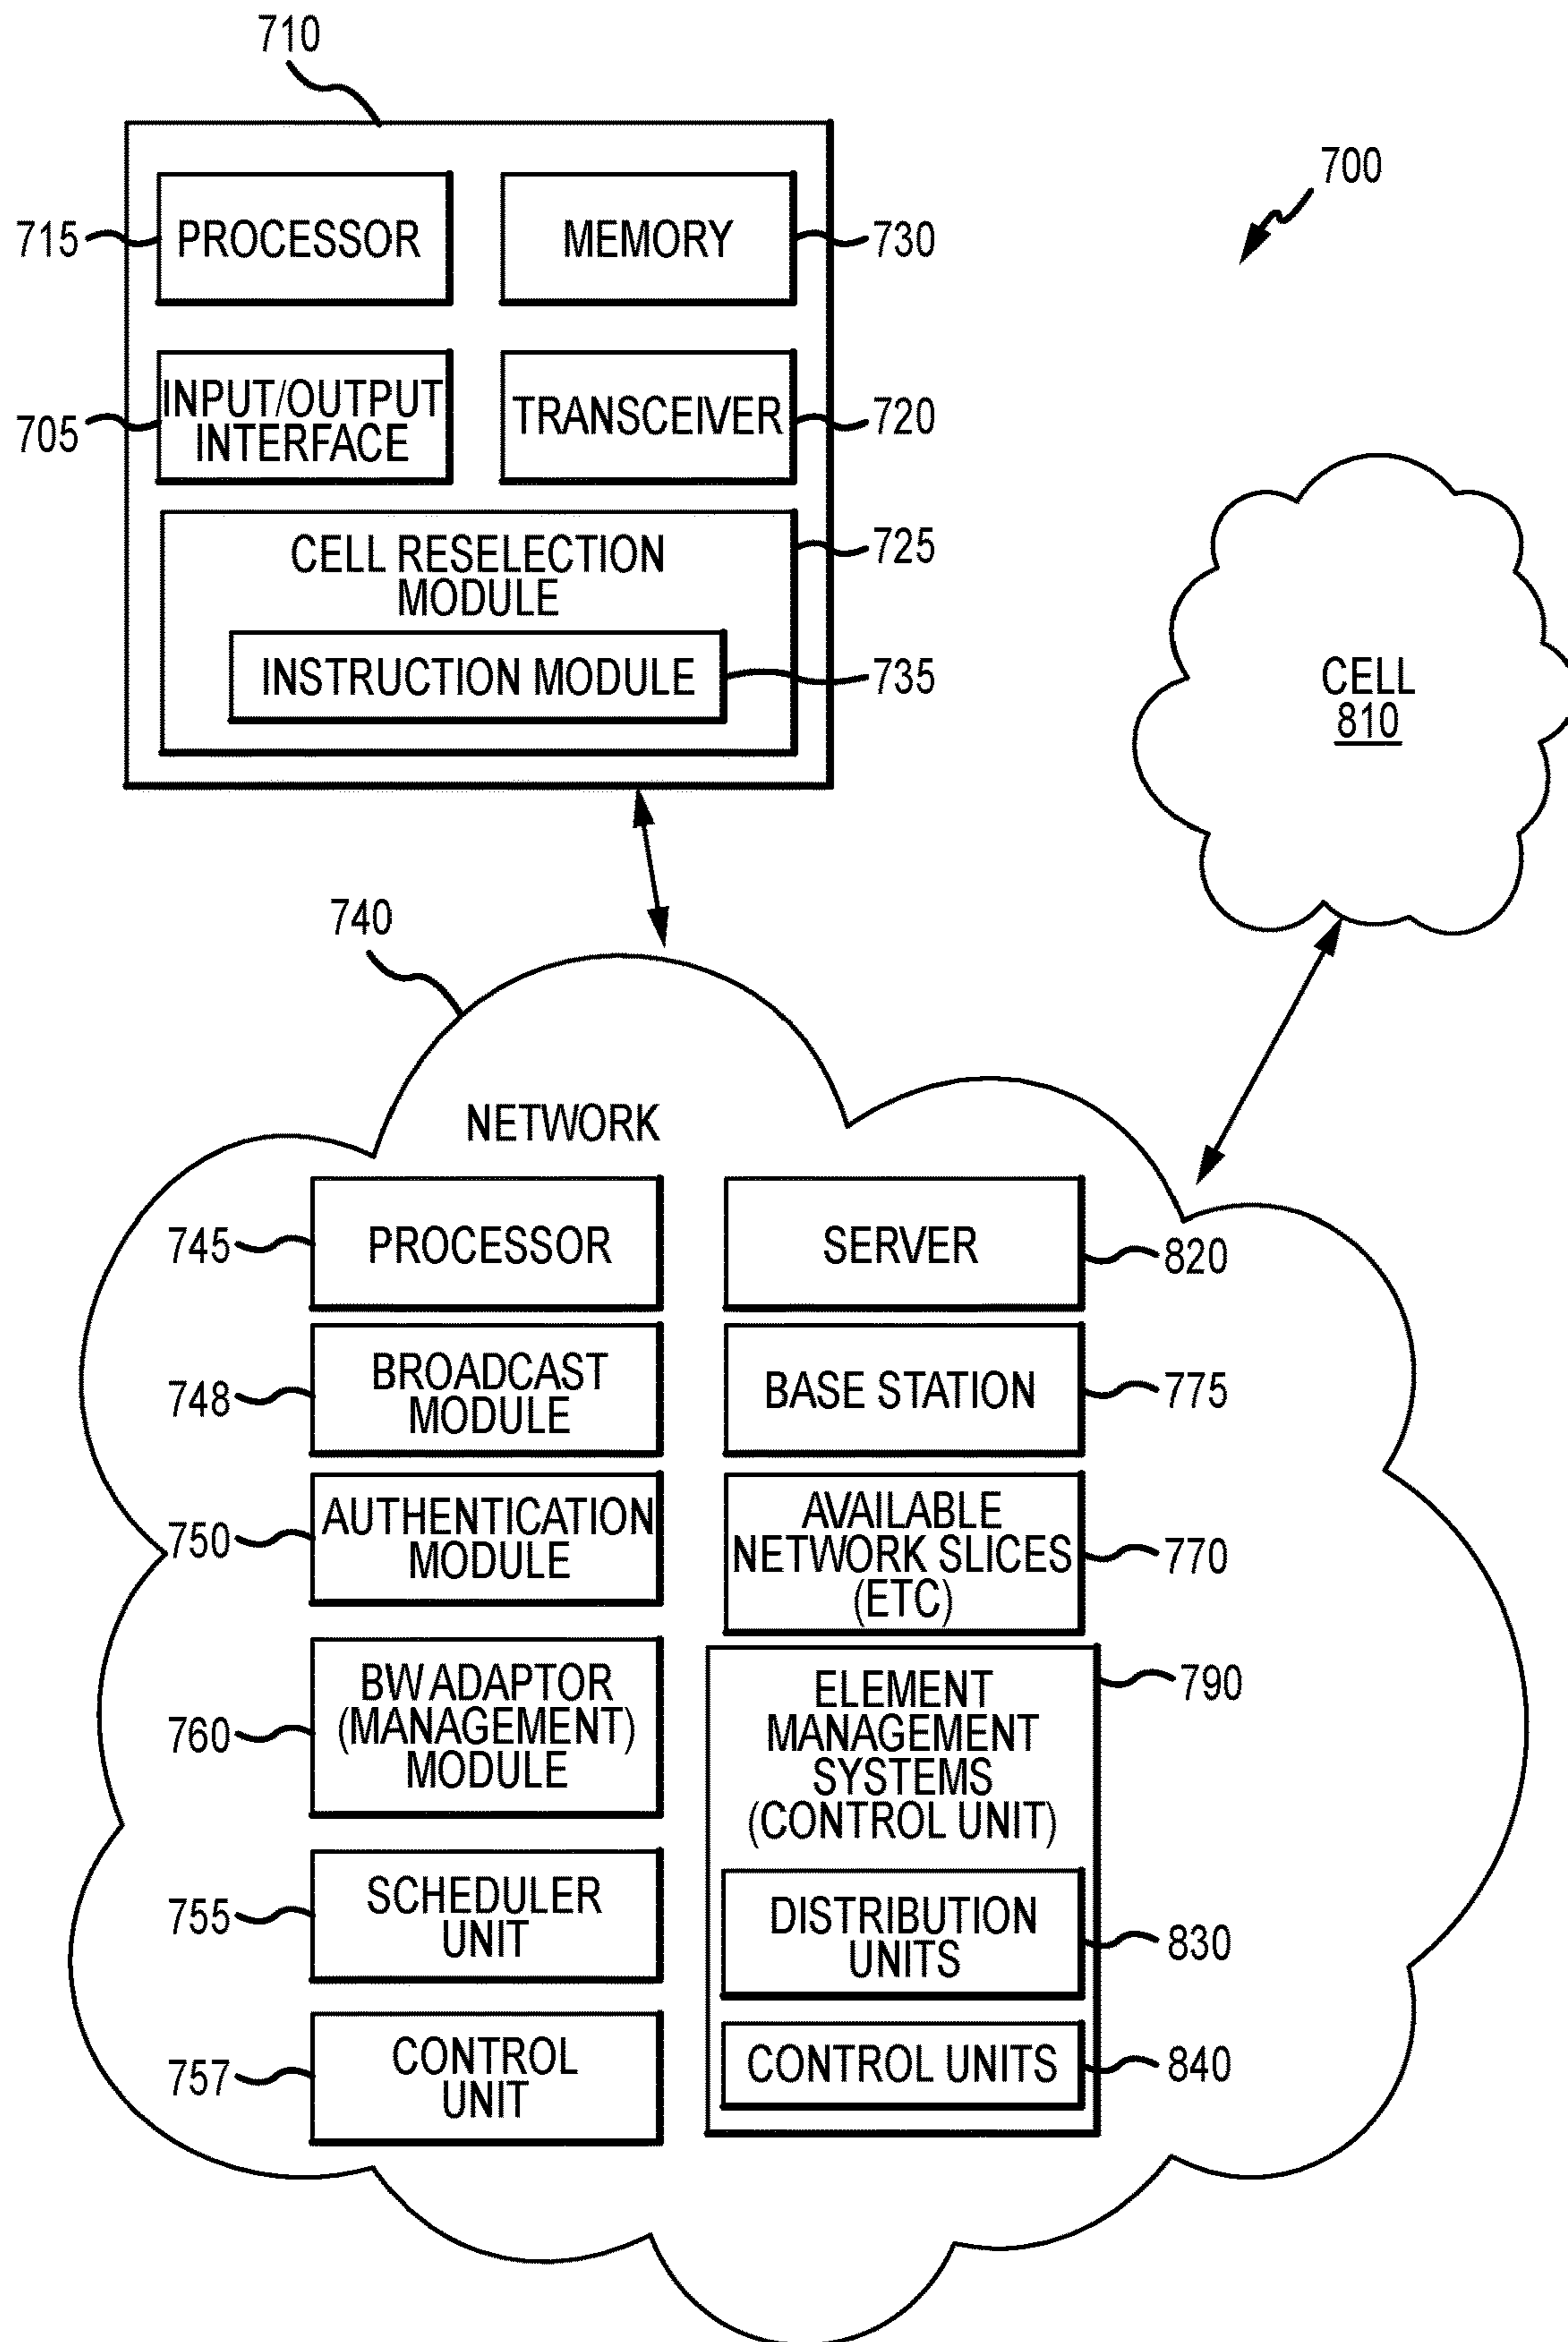 710
700
715
PROCESSOR
MEMORY
730
705
INPUT/OUTPUT
INTERFACE
TRANSCEIVER
720
CELL RESELECTION
MODULE
725
INSTRUCTION MODULE
735
CELL
810
740
NETWORK
745
PROCESSOR
SERVER
820
748
BROADCAST
MODULE
BASE STATION
775
750
AUTHENTICATION
MODULE
AVAILABLE
NETWORK SLICES
(ETC)
770
760
BW ADAPTOR
(MANAGEMENT)
MODULE
ELEMENT
MANAGEMENT
SYSTEMS
(CONTROL UNIT)
790
755
SCHEDULER
UNIT
DISTRIBUTION
UNITS
830
757
CONTROL
UNIT
CONTROL UNITS
840